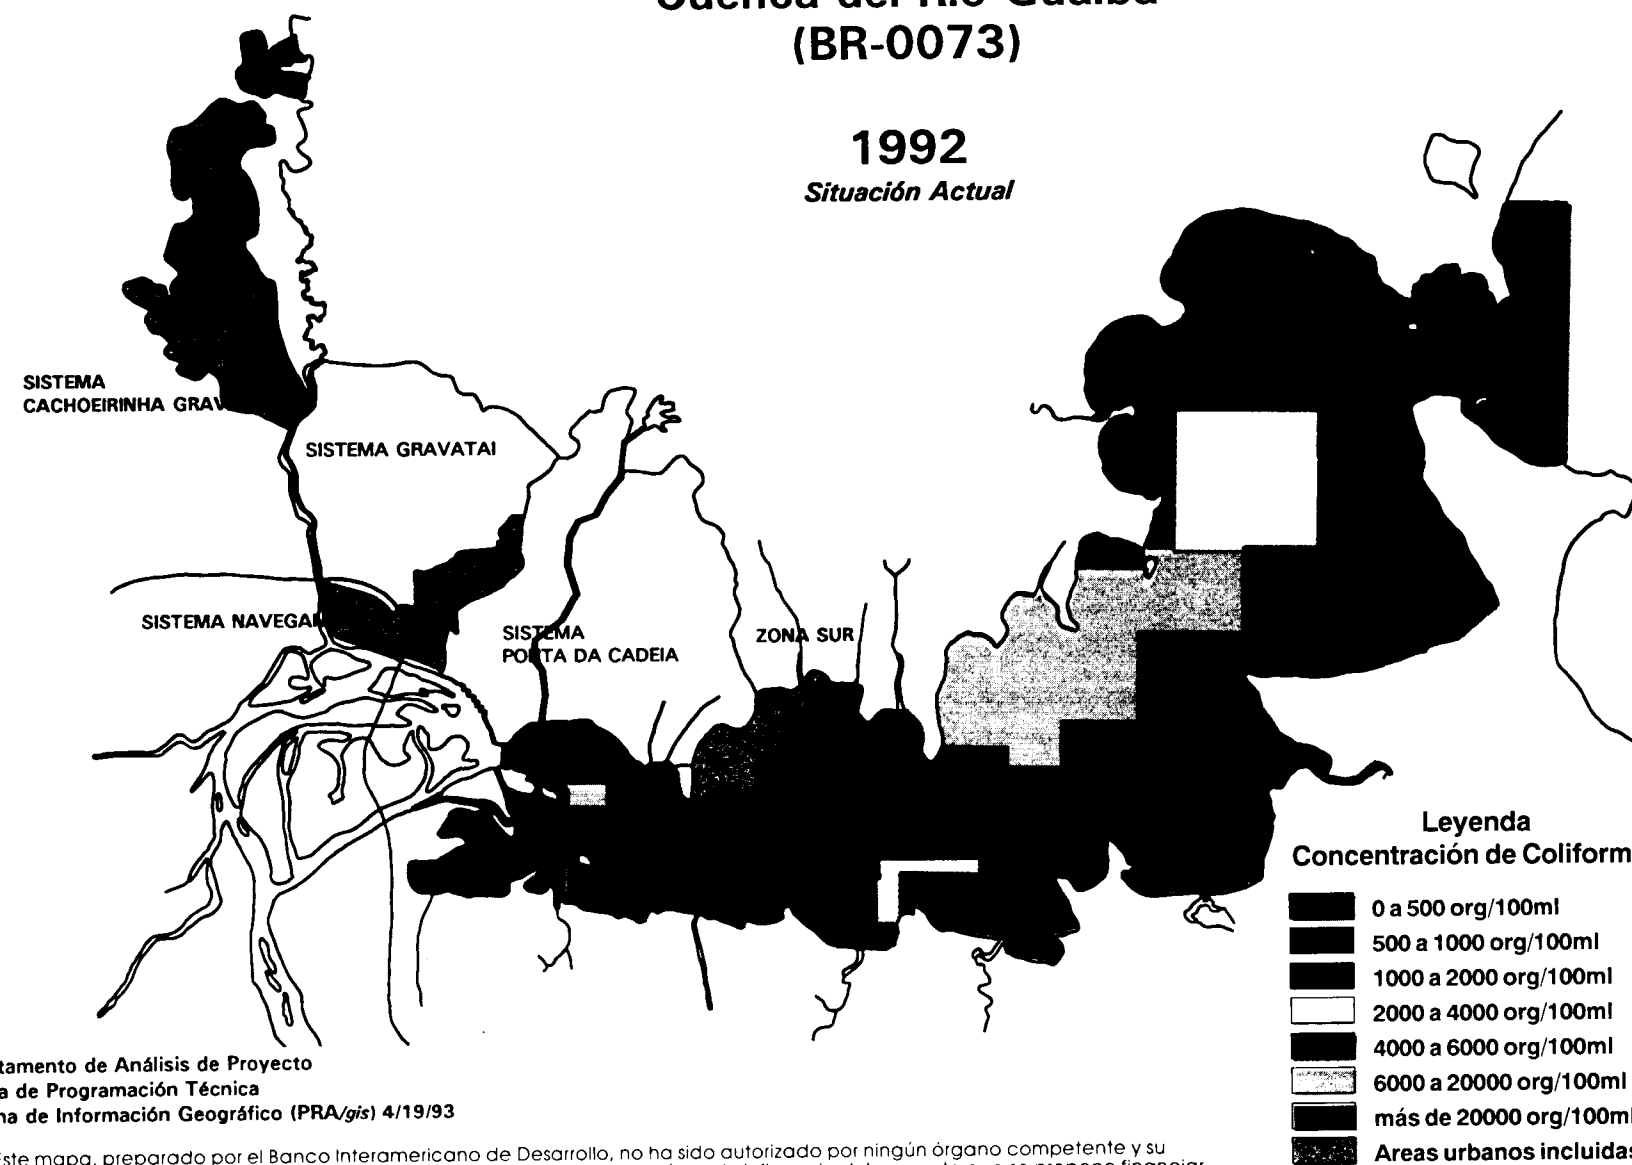 (BR-0073)
1992
Situación Actual
SISTEMA
CACHOEIRINHA GRAV
SISTEMA GRAVATAI
SISTEMA NAVEGAN
SISTEMA
PONTA DA CADEIA
ZONA SUR
Leyenda
Concentración de Coliform
0 a 500 org/100ml
500 a 1000 org/100ml
1000 a 2000 org/100ml
2000 a 4000 org/100ml
4000 a 6000 org/100ml
6000 a 20000 org/100ml
más de 20000 org/100ml
Areas urbanos incluidas
tamento de Análisis de Proyecto
a de Programación Técnica
na de Información Geográfico (PRA/gis) 4/19/93
Este mapa, preparado por el Banco Interamericano de Desarrollo, no ha sido autorizado por ningún órgano competente y su